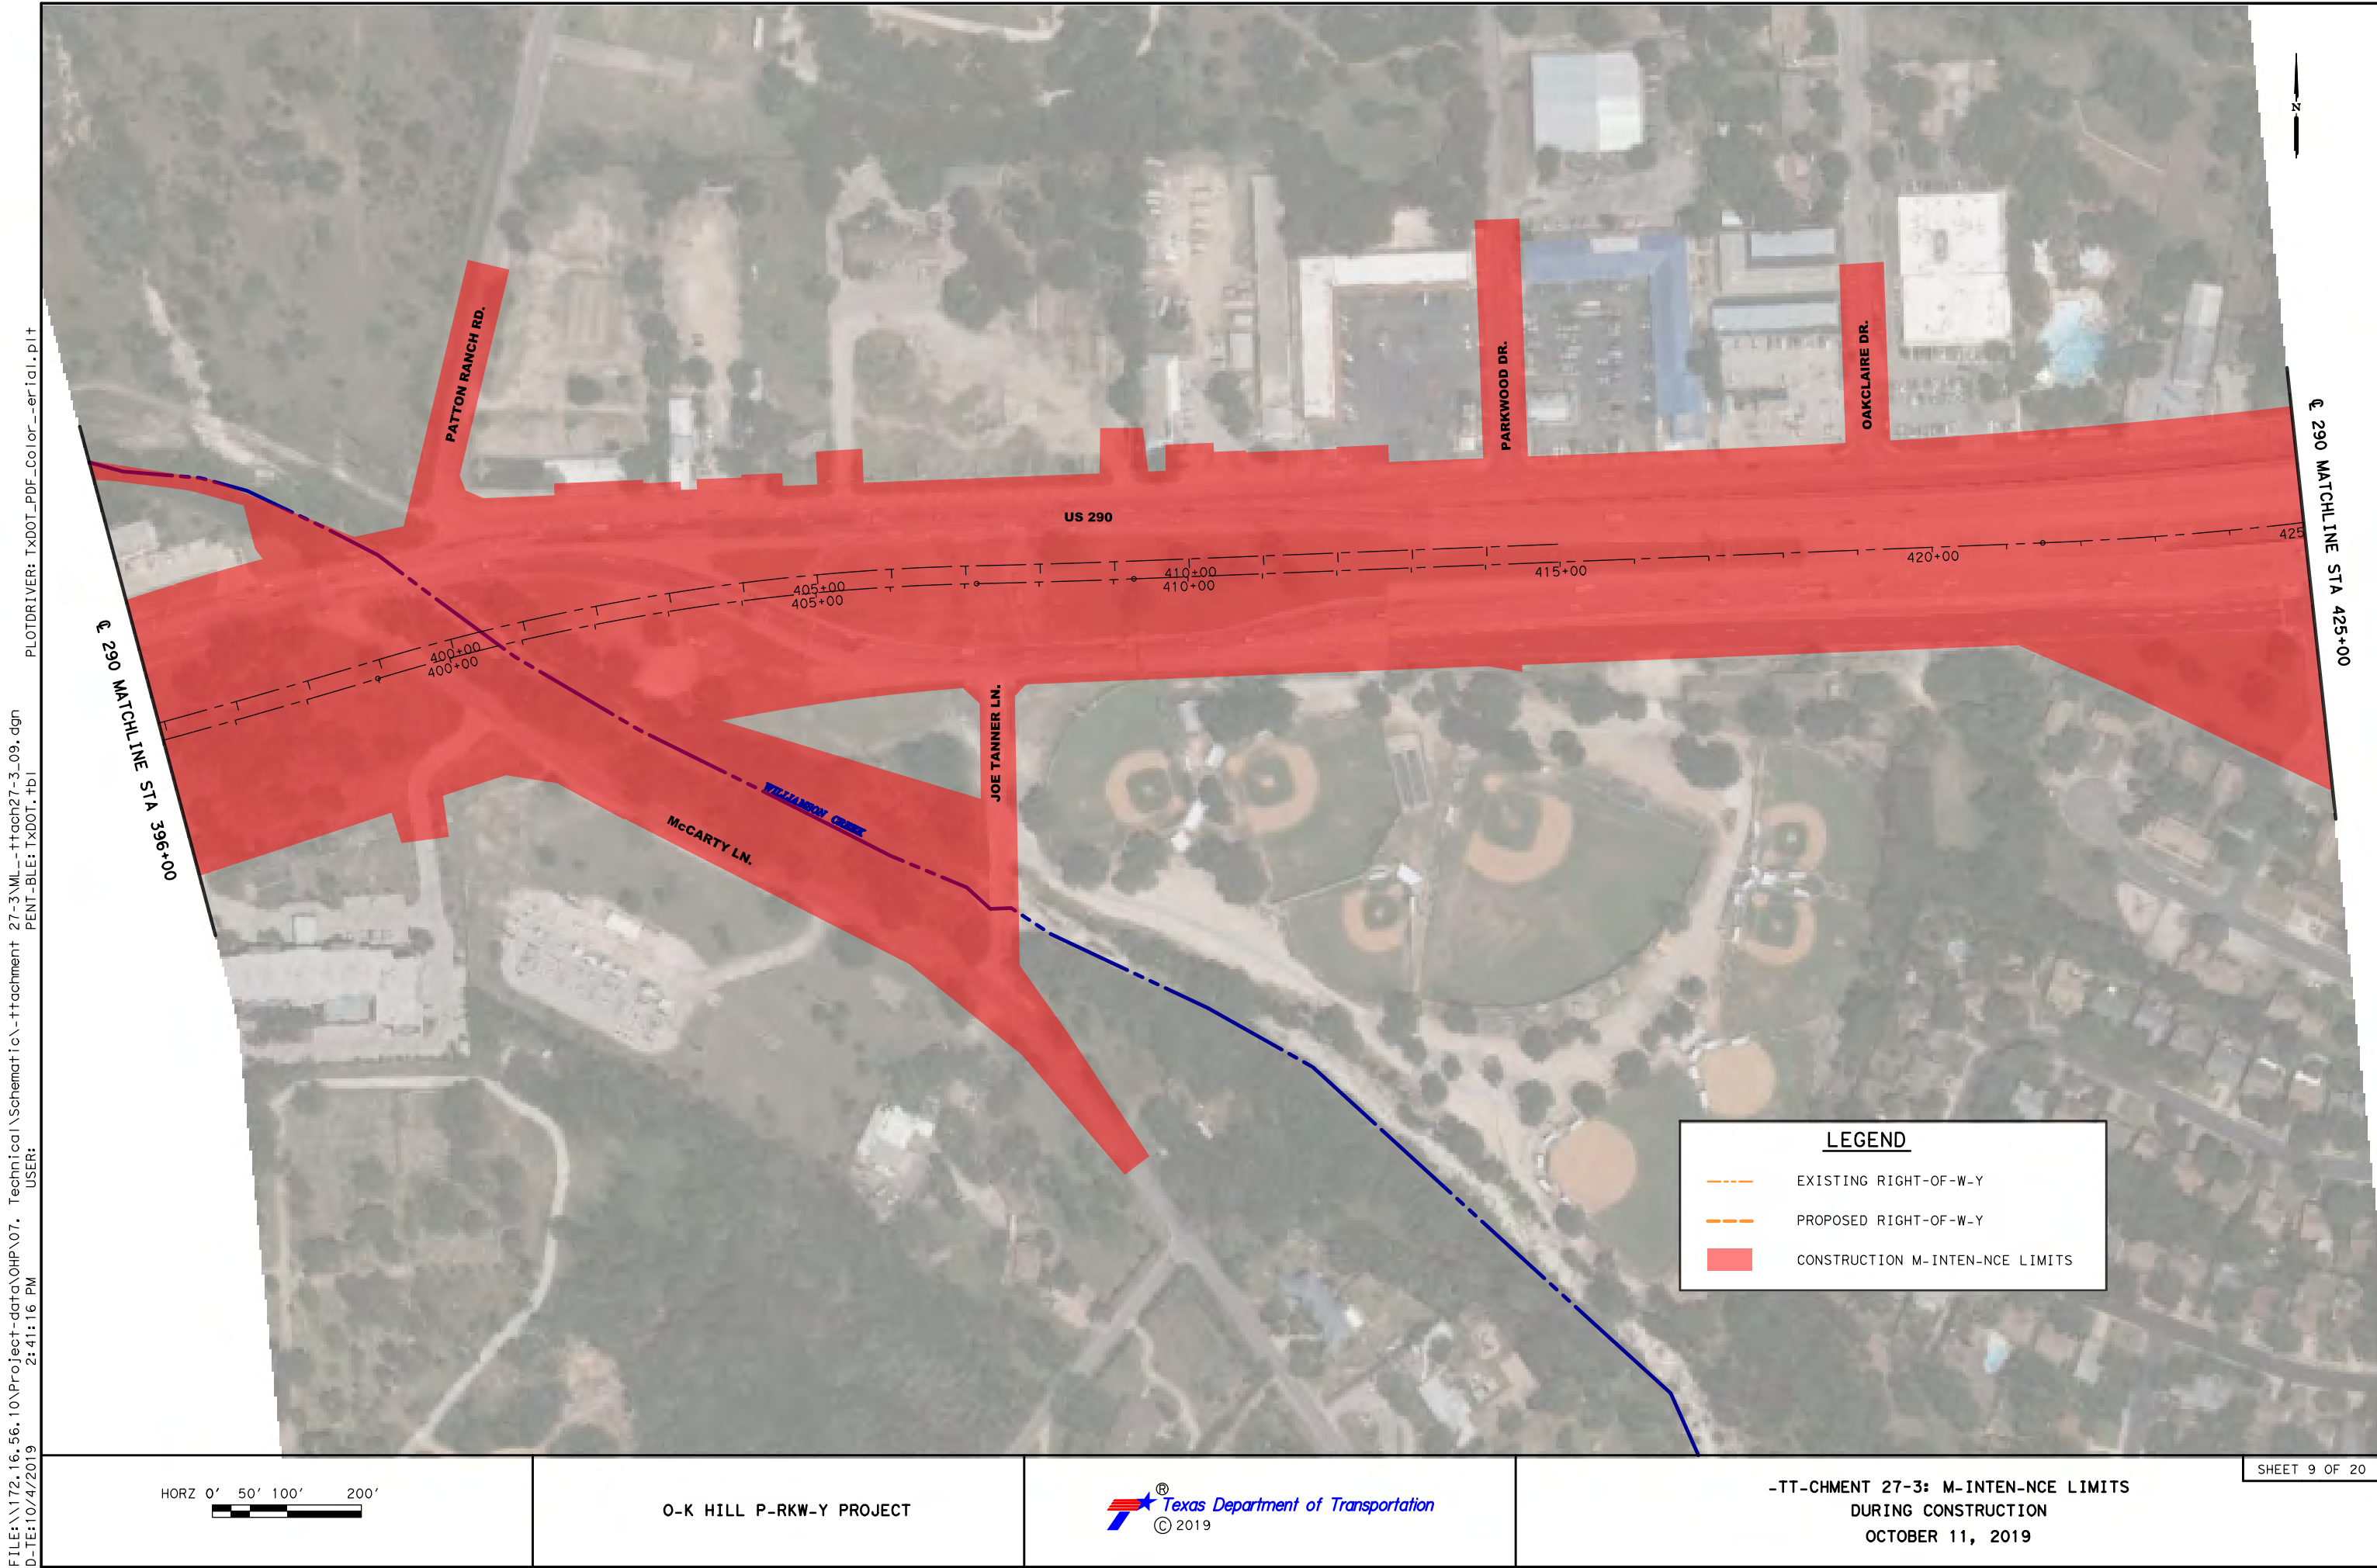 PATTON RANCH RD.
PARKWOOD DR.
OAKCLAIRE DR.
US 290
JOE TANNER LN.
McCARTY LN.
WILLIAMSON CREEK
400+00
400+00
405+00
405+00
410+00
410+00
415+00
420+00
425
℄ 290 MATCHLINE STA 396+00
℄ 290 MATCHLINE STA 425+00
N
LEGEND
EXISTING RIGHT-OF-W-Y
PROPOSED RIGHT-OF-W-Y
CONSTRUCTION M-INTEN-NCE LIMITS
HORZ 0' 50' 100' 200'
O-K HILL P-RKW-Y PROJECT
®
Texas Department of Transportation
© 2019
-TT-CHMENT 27-3: M-INTEN-NCE LIMITS
DURING CONSTRUCTION
OCTOBER 11, 2019
SHEET 9 OF 20
FILE:\\172.16.56.10\Project-data\OHP\07. Technical\Schematic\-ttachment 27-3\ML_-ttach27-3_09.dgn PLOTDRIVER: TxDOT_PDF_Color_-erial.plt
D-TE:10/4/2019 2:41:16 PM USER: PENT-BLE: TxDOT.tbl